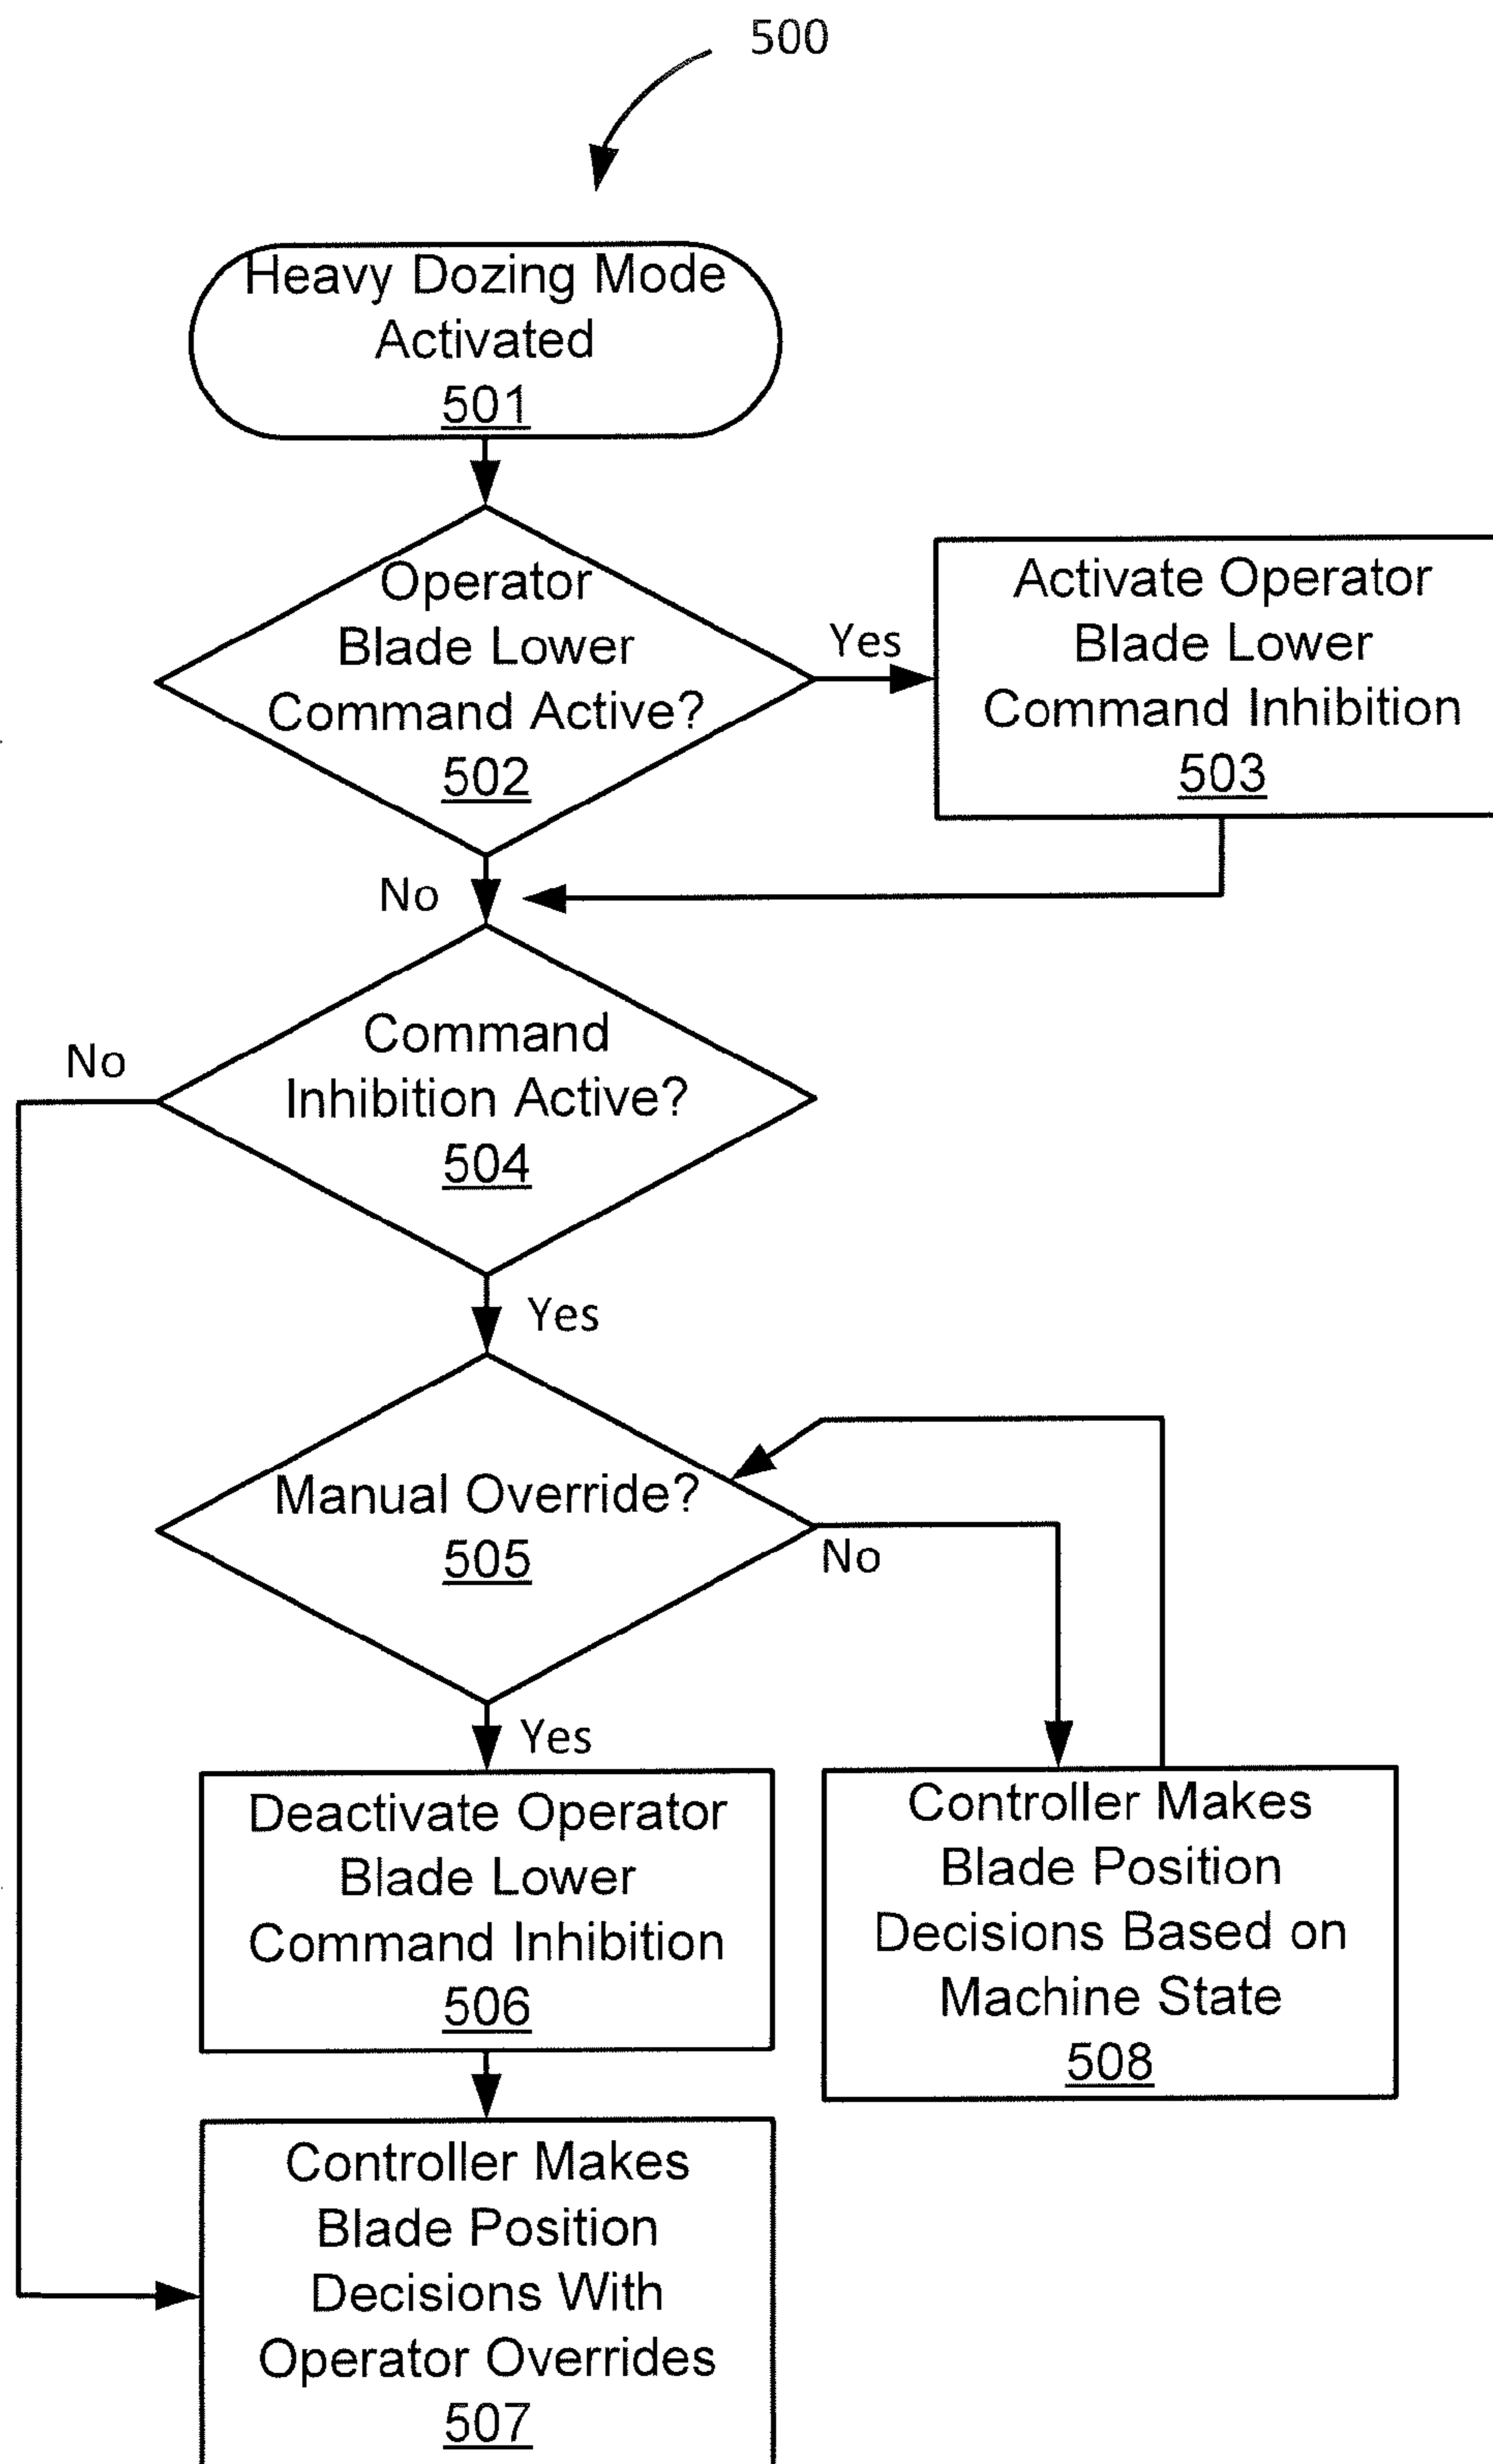 500
Heavy Dozing Mode
Activated
501
Operator
Blade Lower
Command Active?
502
Yes
Activate Operator
Blade Lower
Command Inhibition
503
No
Command
Inhibition Active?
504
No
Yes
Manual Override?
505
No
Yes
Deactivate Operator
Blade Lower
Command Inhibition
506
Controller Makes
Blade Position
Decisions Based on
Machine State
508
Controller Makes
Blade Position
Decisions With
Operator Overrides
507